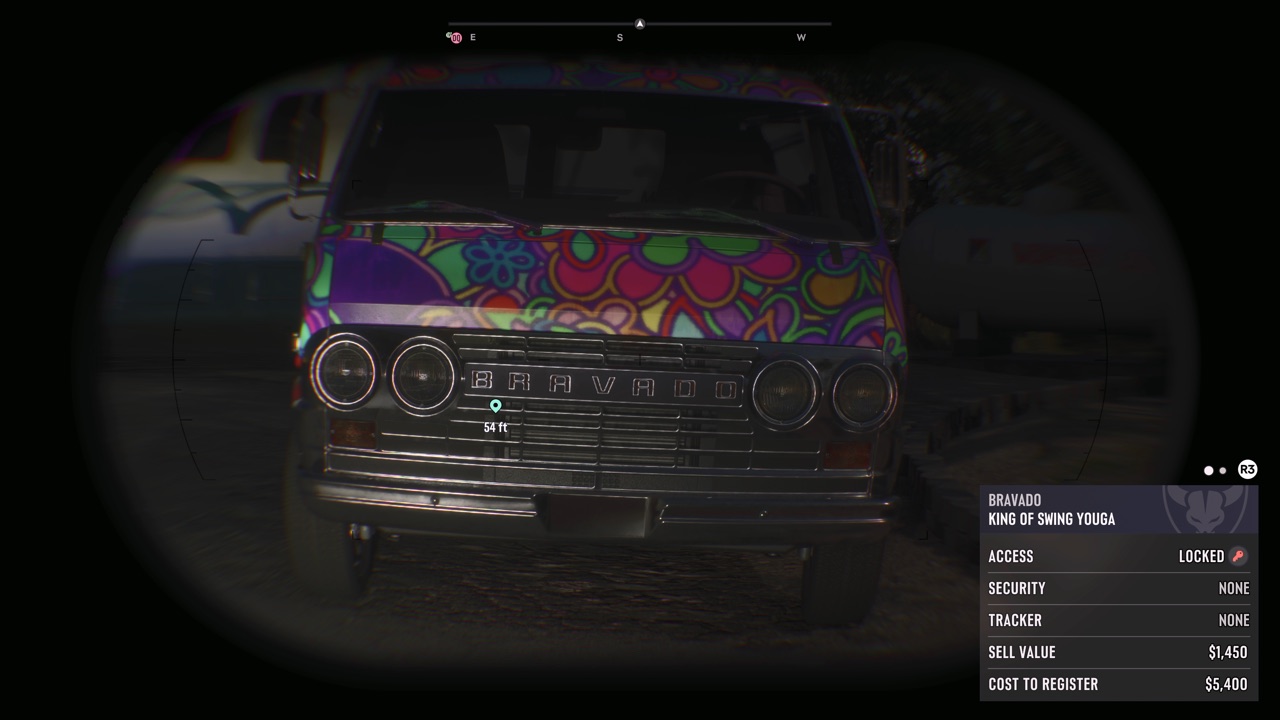 E S W
BRAVADO
54 ft
R3
BRAVADO
KING OF SWING YOUGA
ACCESS LOCKED
SECURITY NONE
TRACKER NONE
SELL VALUE $1,450
COST TO REGISTER $5,400